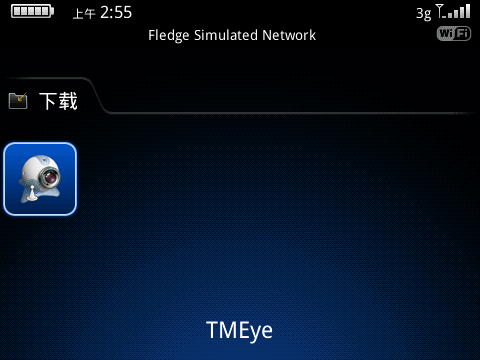 上午 2:55
3g
Fledge Simulated Network
WiFi
下载
TMEye